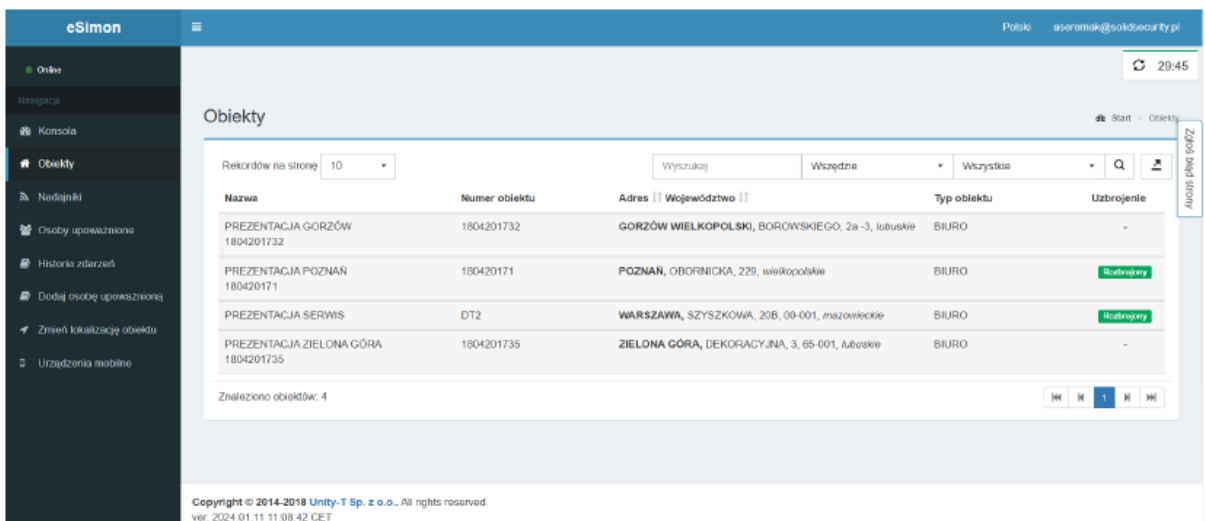 eSimon
Polski aseremak@solidsecurity.pl
Online
29:45
Nawigacja
Konsola
Obiekty
Nadajniki
Osoby upoważnione
Historia zdarzeń
Dodaj osobę upoważnioną
Zmień lokalizację obiektu
Urządzenia mobilne
Obiekty
Start > Obiekty
Zgłoś błąd strony
Rekordów na stronę 10
Wyszukaj Wszędzie Wszystkie
Nazwa Numer obiektu Adres Województwo Typ obiektu Uzbrojenie
PREZENTACJA GORZÓW 1804201732 GORZÓW WIELKOPOLSKI, BOROWSKIEGO, 2a -3, lubuskie BIURO -
1804201732
PREZENTACJA POZNAŃ 180420171 POZNAŃ, OBORNICKA, 229, wielkopolskie BIURO Rozbrojony
180420171
PREZENTACJA SERWIS DT2 WARSZAWA, SZYSZKOWA, 20B, 00-001, mazowieckie BIURO Rozbrojony
PREZENTACJA ZIELONA GÓRA 1804201735 ZIELONA GÓRA, DEKORACYJNA, 3, 65-001, lubuskie BIURO -
1804201735
Znaleziono obiektów: 4
1
Copyright © 2014-2018 Unity-T Sp. z o.o.. All rights reserved.
ver. 2024.01.11 11:08:42 CET